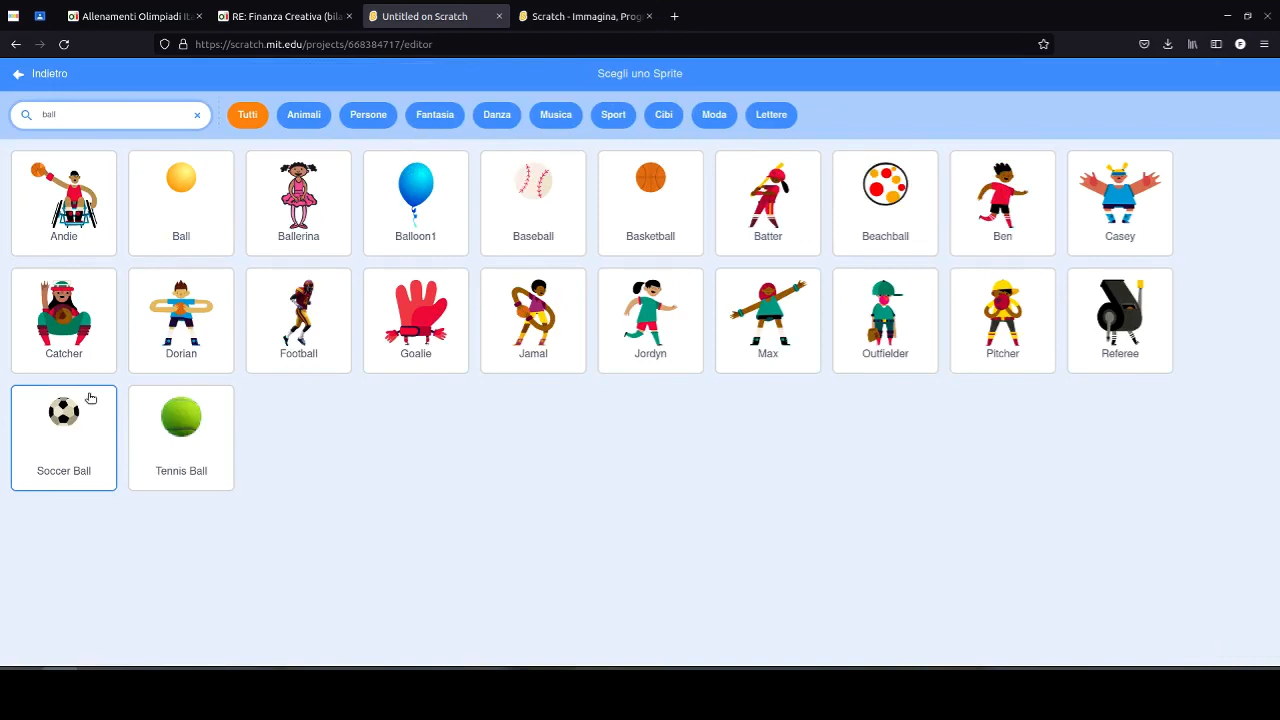 Allenamenti Olimpiadi Ita
RE: Finanza Creativa (bila
Untitled on Scratch
Scratch - Immagina, Prog
https://scratch.mit.edu/projects/668384717/editor
Indietro
Scegli uno Sprite
ball
Tutti
Animali
Persone
Fantasia
Danza
Musica
Sport
Cibi
Moda
Lettere
Andie
Ball
Ballerina
Balloon1
Baseball
Basketball
Batter
Beachball
Ben
Casey
Catcher
Dorian
Football
Goalie
Jamal
Jordyn
Max
Outfielder
Pitcher
Referee
Soccer Ball
Tennis Ball